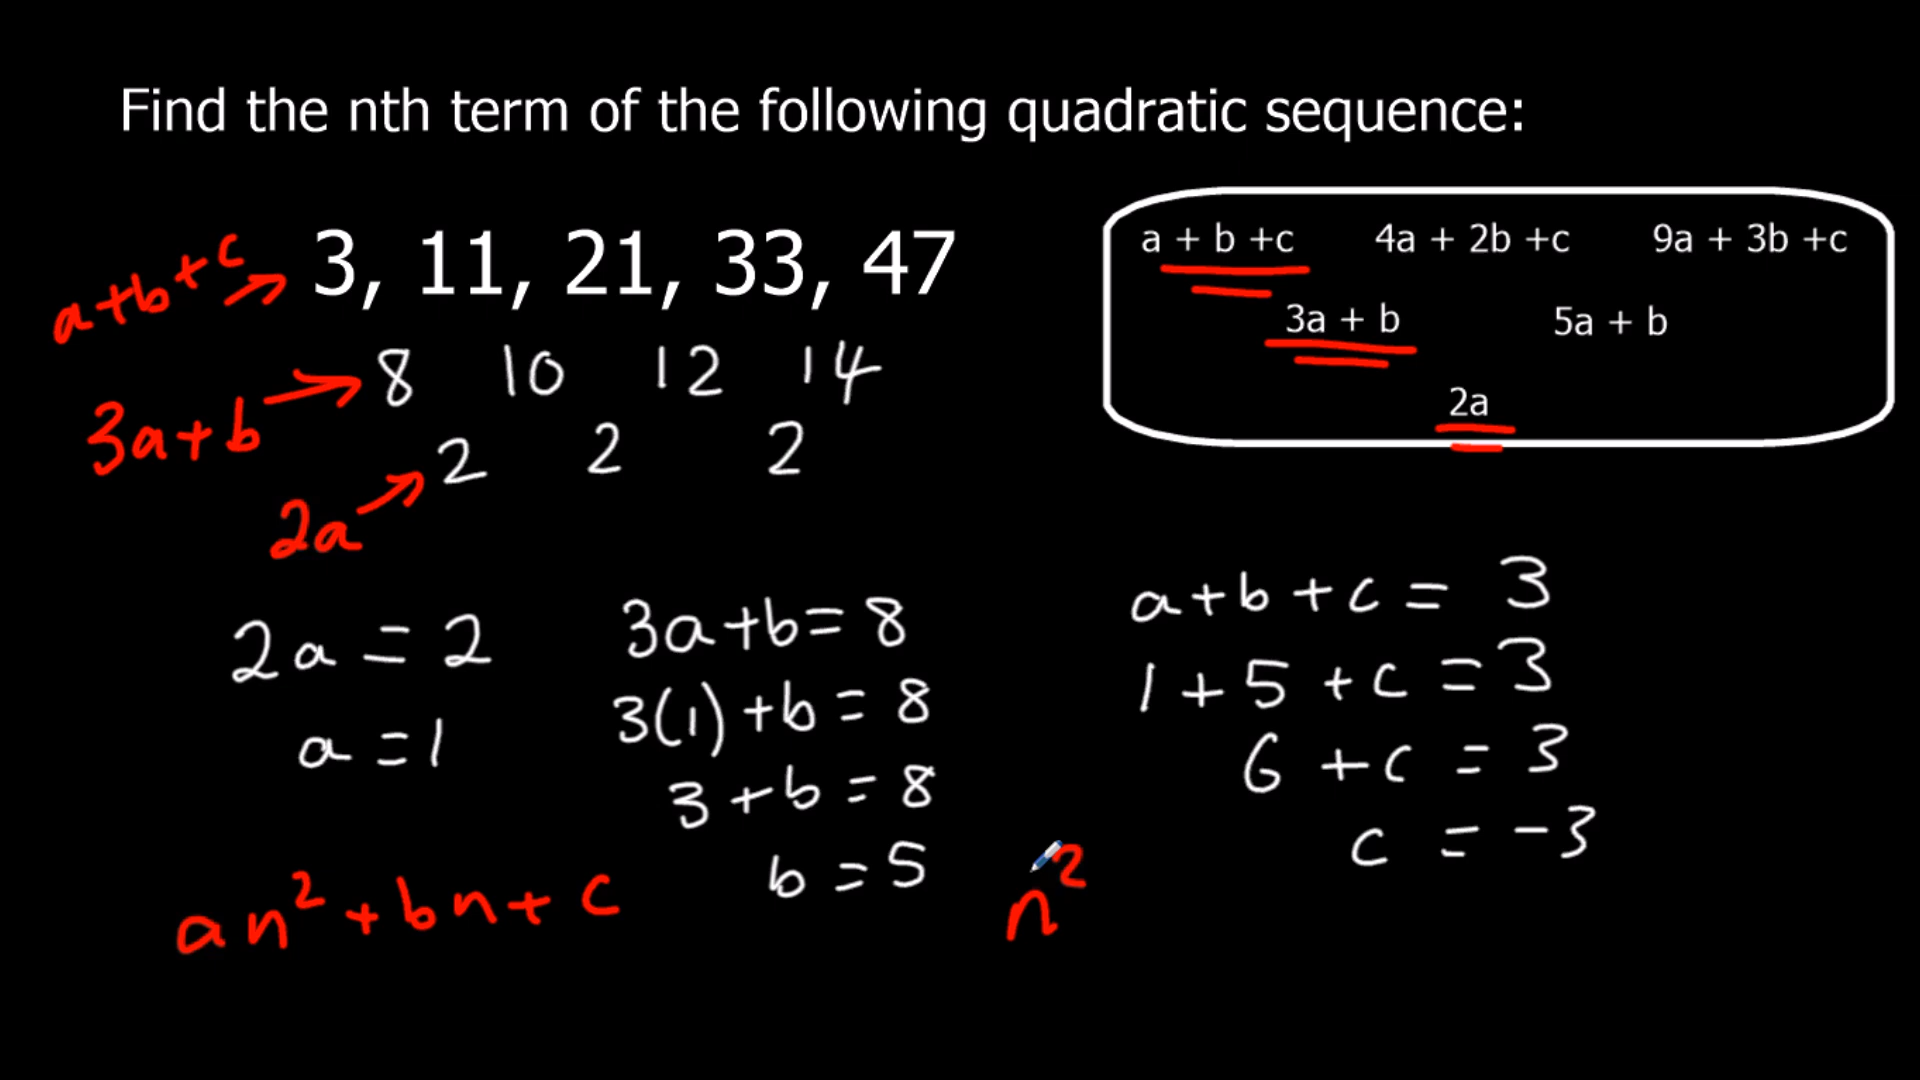 Find the nth term of the following quadratic sequence:
a+b+c → 3, 11, 21, 33, 47
a + b +c 4a + 2b +c 9a + 3b +c
3a + b 5a + b
2a
3a+b → 8 10 12 14
2a → 2 2 2
2a = 2
a = 1
3a+b = 8
3(1) +b = 8
3 + b = 8
b = 5
a+b+c = 3
1 + 5 + c = 3
6 + c = 3
c = -3
an² + bn + c
n²